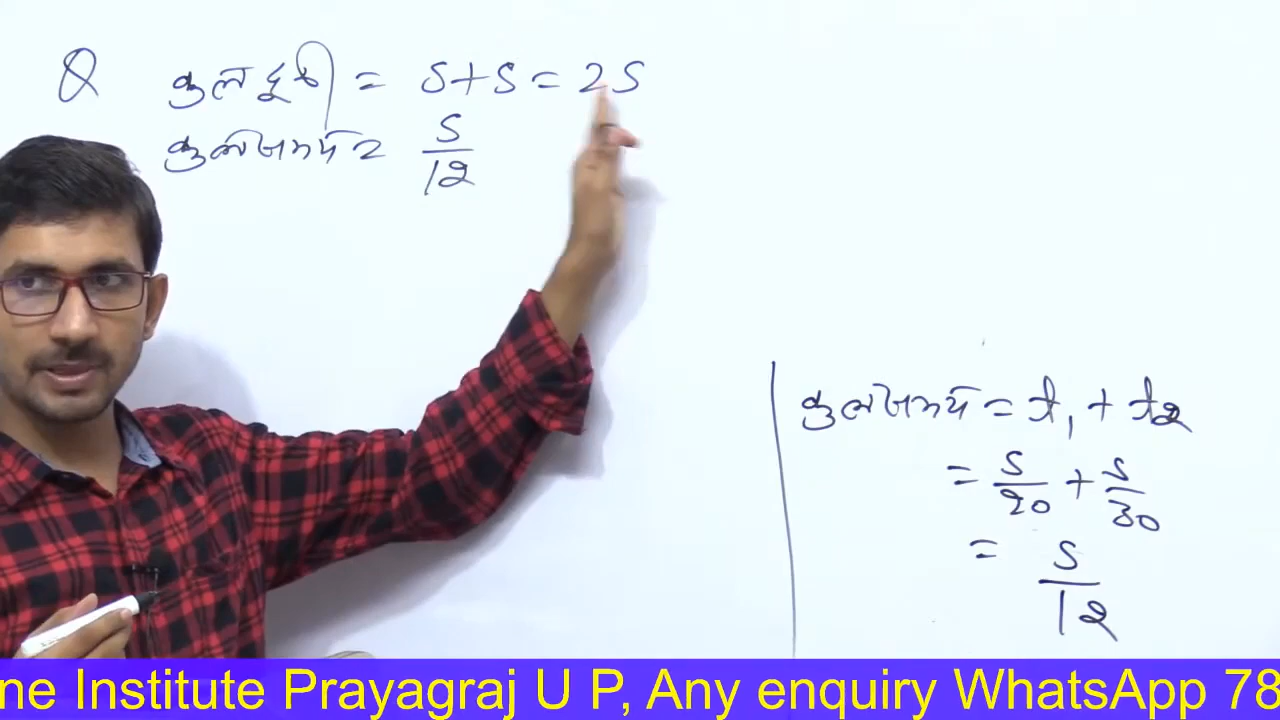 Q कुल दूरी = S+S = 2S
कुल समय = S/12
कुल समय = t₁ + t₂
= S/20 + S/30
= S/12
ne Institute Prayagraj U P, Any enquiry WhatsApp 78